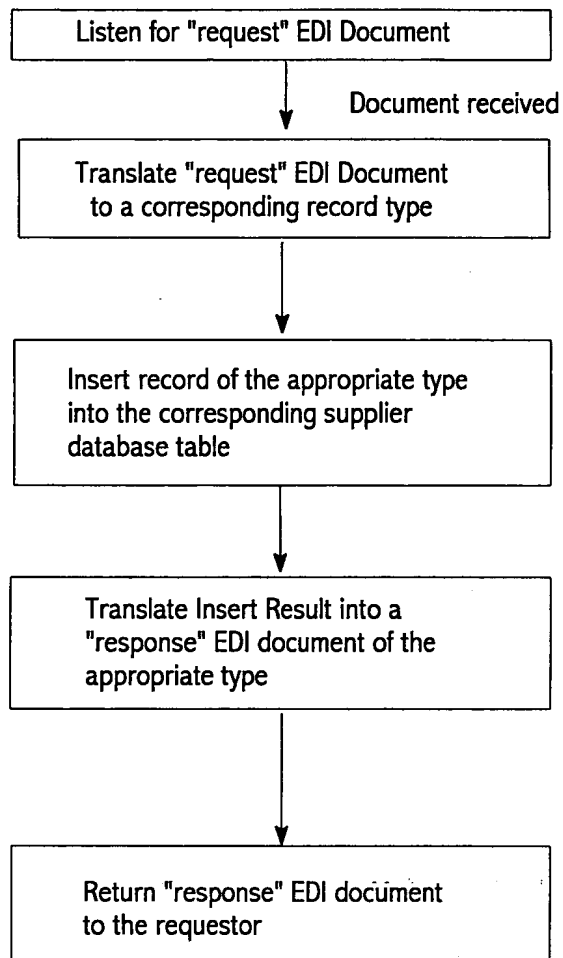 Listen for "request" EDI Document
Document received
Translate "request" EDI Document
to a corresponding record type
Insert record of the appropriate type
into the corresponding supplier
database table
Translate Insert Result into a
"response" EDI document of the
appropriate type
Return "response" EDI document
to the requestor